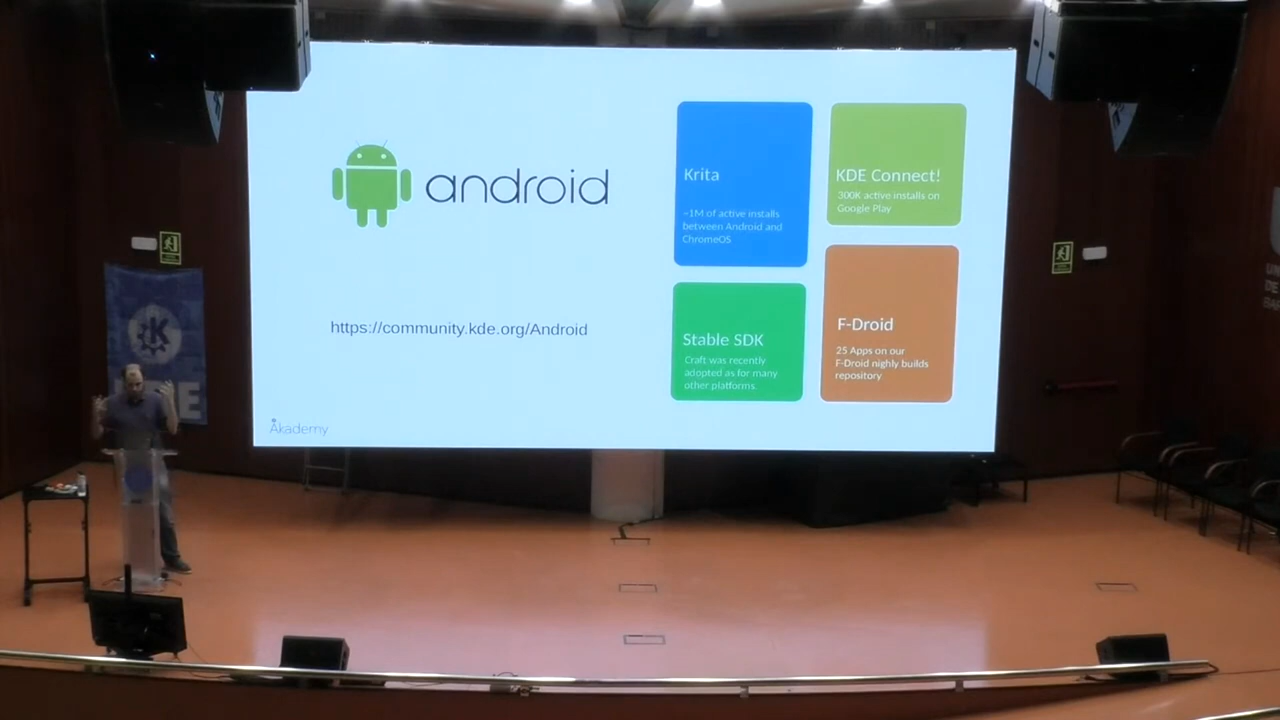 android
https://community.kde.org/Android
Akademy
Krita
~1M of active installs
between Android and
ChromeOS
KDE Connect!
300K active installs on
Google Play
Stable SDK
Craft was recently
adopted as for many
other platforms.
F-Droid
25 Apps on our
F-Droid nighly builds
repository